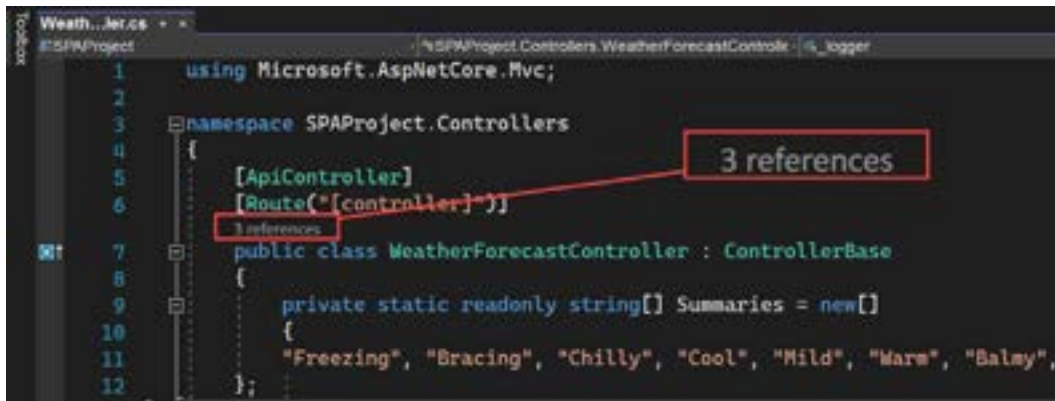 Toolbox
Weath...ler.cs
SPAProject SPAProject.Controllers.WeatherForecastControlle _logger
1 using Microsoft.AspNetCore.Mvc;
2
3 namespace SPAProject.Controllers
4 {
5 [ApiController]
6 [Route("[controller]")]
3 references
3 references
7 public class WeatherForecastController : ControllerBase
8 {
9 private static readonly string[] Summaries = new[]
10 {
11 "Freezing", "Bracing", "Chilly", "Cool", "Mild", "Warm", "Balmy",
12 };